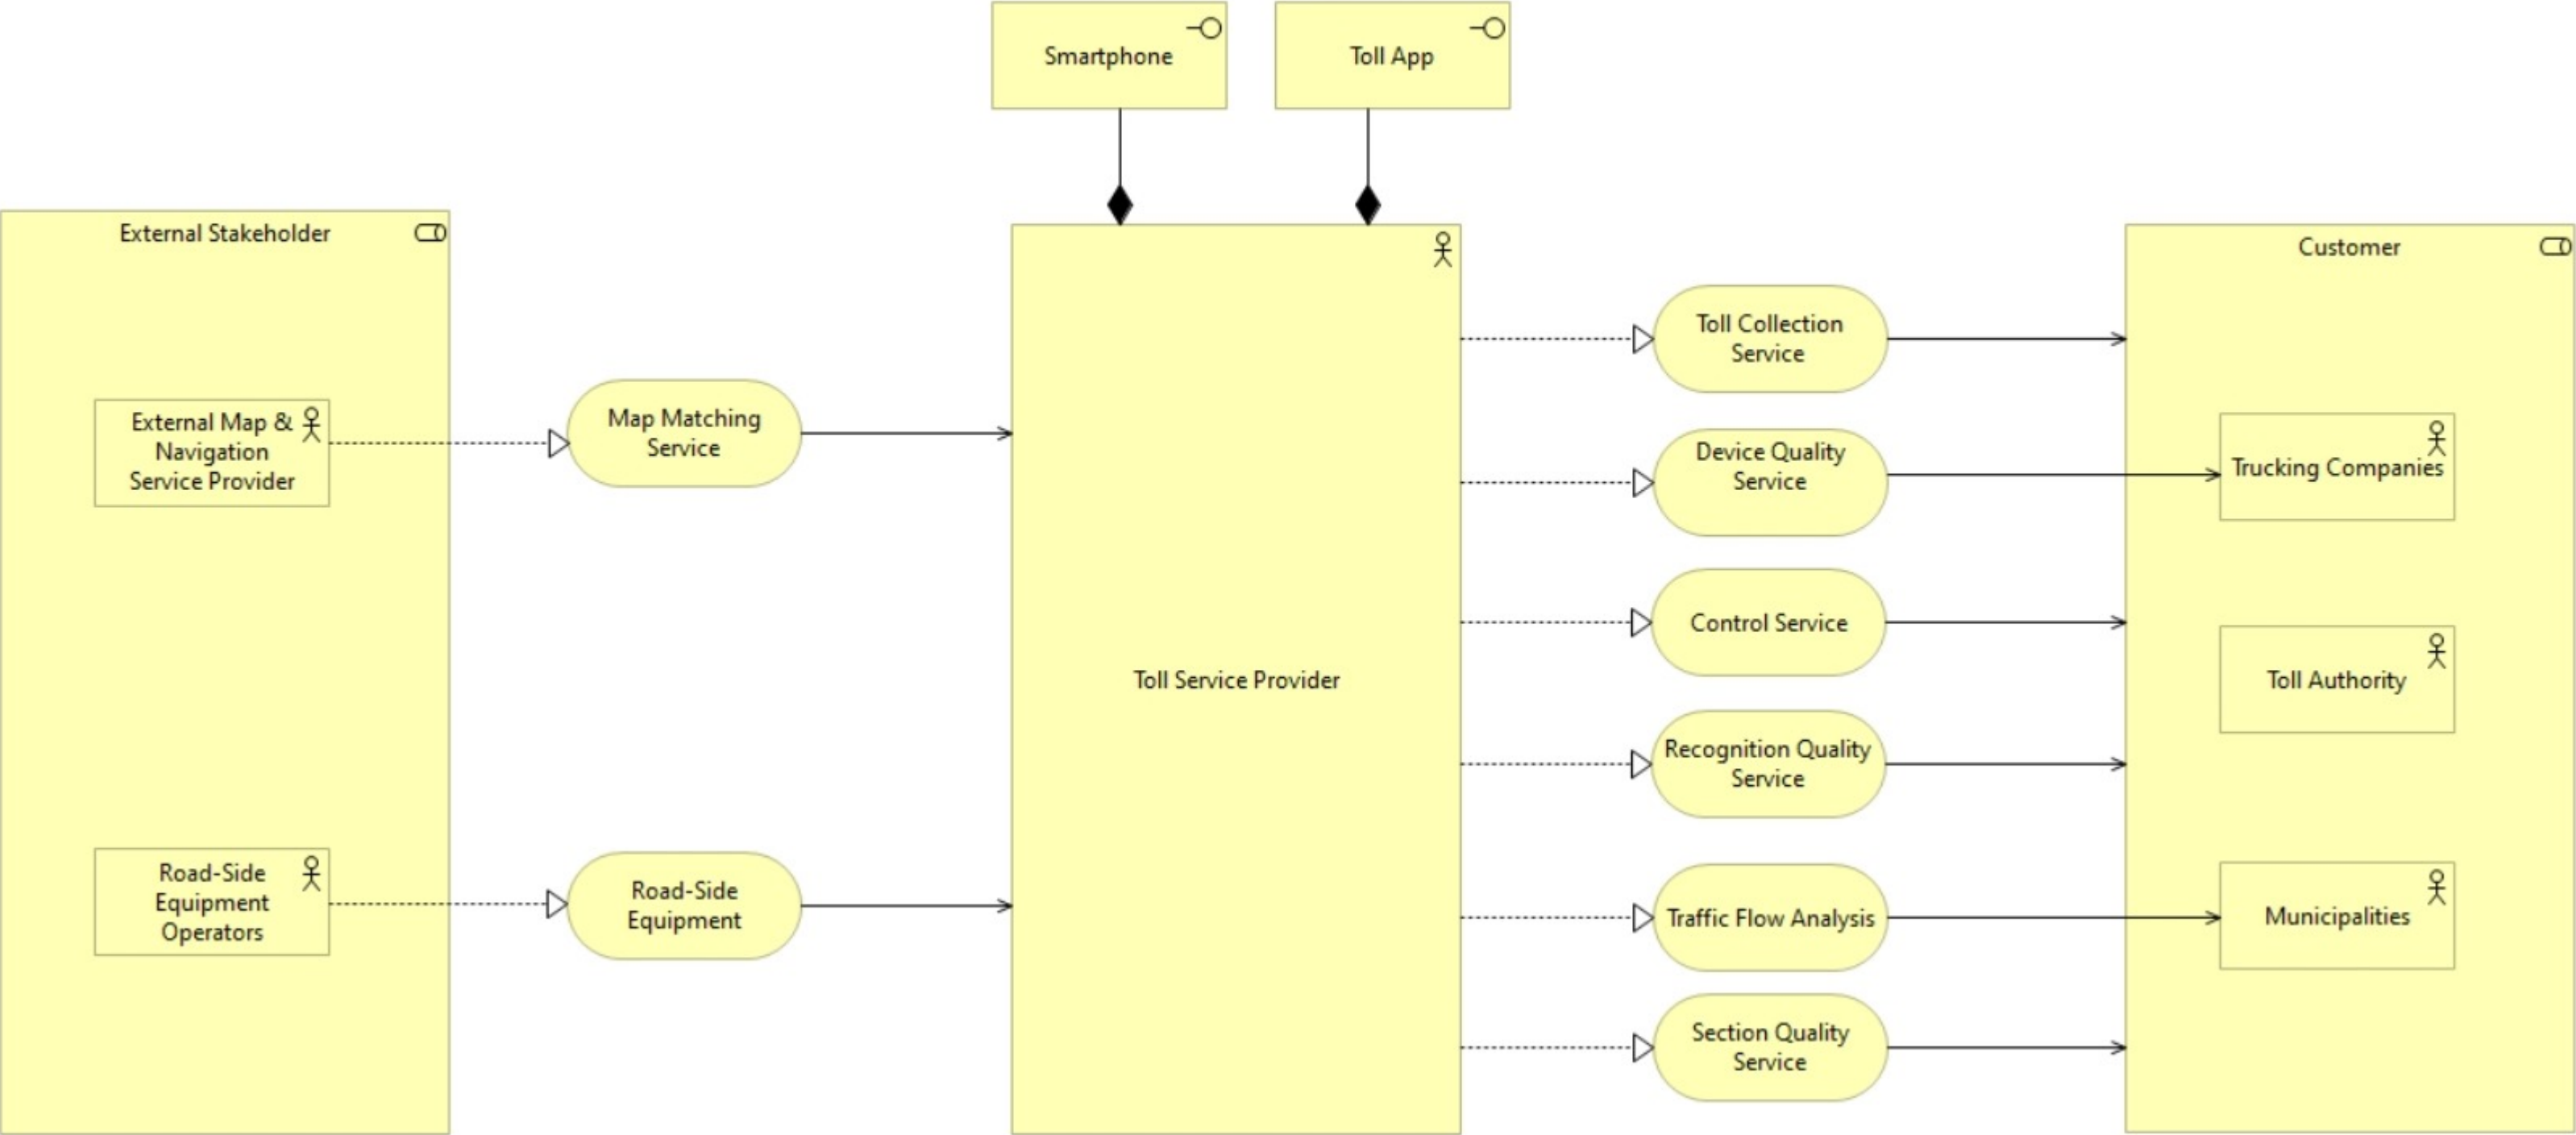 Smartphone
Toll App
External Stakeholder
External Map &
Navigation
Service Provider
Road-Side
Equipment
Operators
Map Matching
Service
Road-Side
Equipment
Toll Service Provider
Toll Collection
Service
Device Quality
Service
Control Service
Recognition Quality
Service
Traffic Flow Analysis
Section Quality
Service
Customer
Trucking Companies
Toll Authority
Municipalities